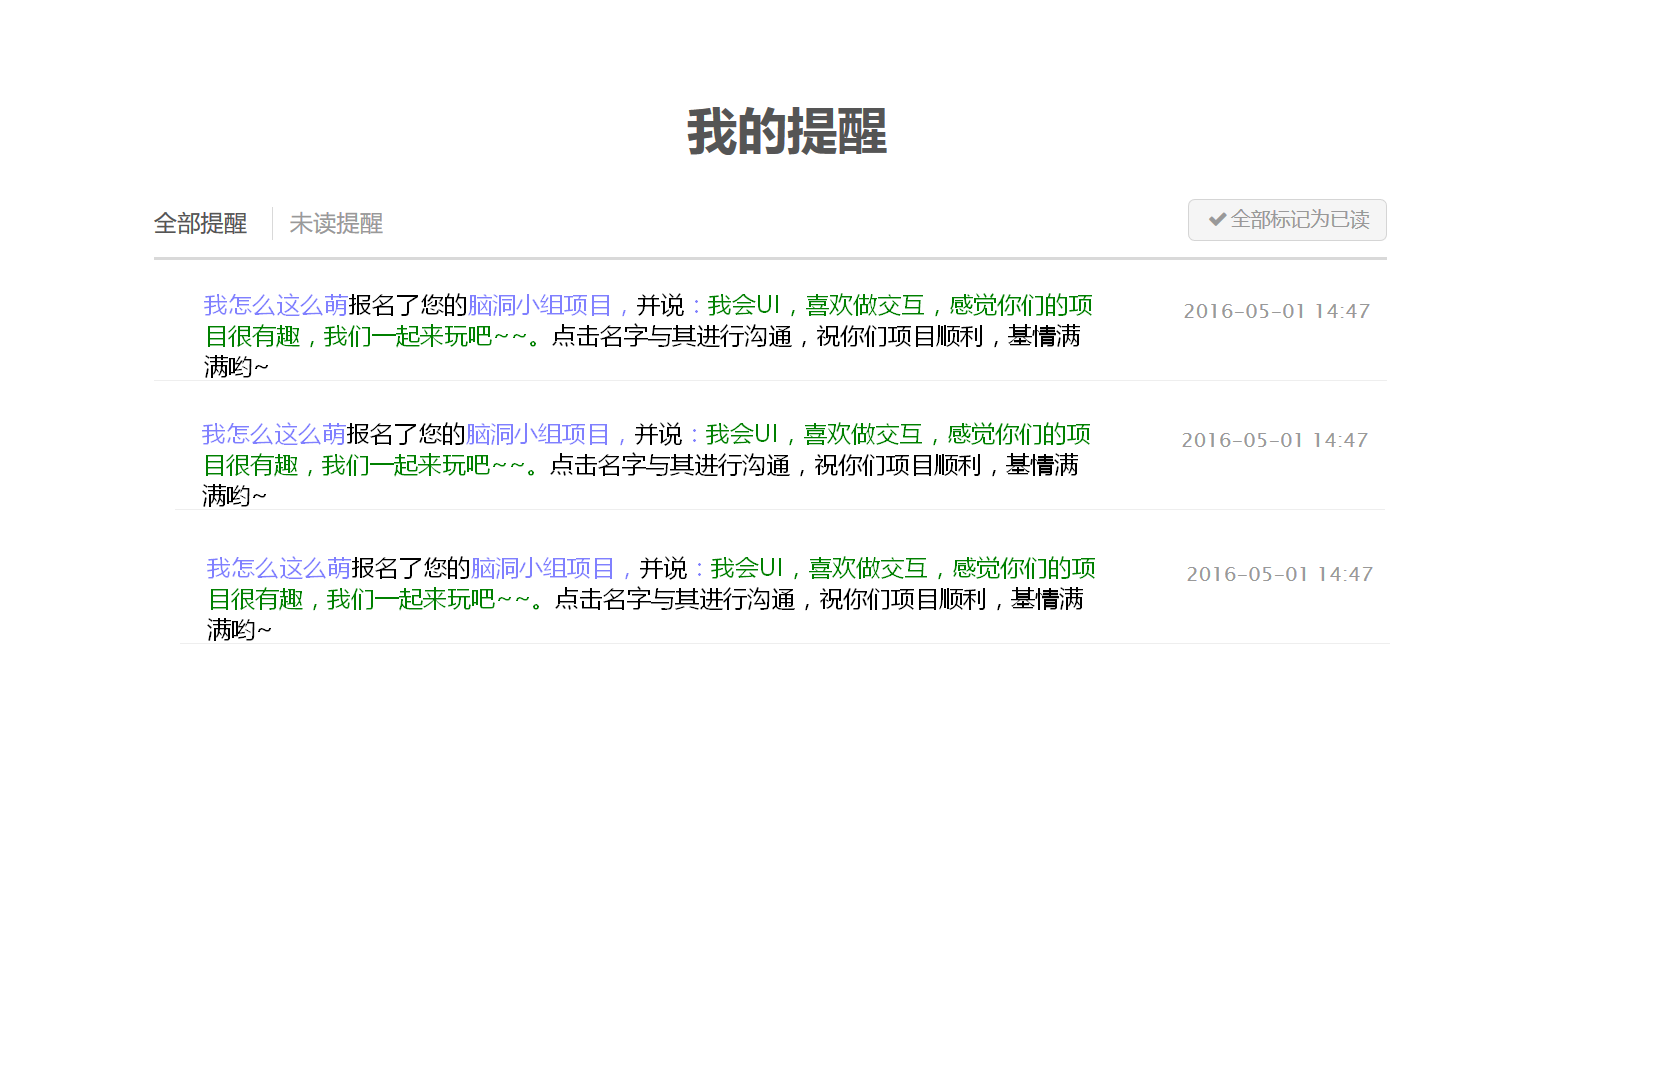 我的提醒
全部提醒 未读提醒 全部标记为已读
我怎么这么萌报名了您的脑洞小组项目，并说：我会UI，喜欢做交互，感觉你们的项 2016-05-01 14:47
目很有趣，我们一起来玩吧~~。点击名字与其进行沟通，祝你们项目顺利，基情满
满哟~
我怎么这么萌报名了您的脑洞小组项目，并说：我会UI，喜欢做交互，感觉你们的项 2016-05-01 14:47
目很有趣，我们一起来玩吧~~。点击名字与其进行沟通，祝你们项目顺利，基情满
满哟~
我怎么这么萌报名了您的脑洞小组项目，并说：我会UI，喜欢做交互，感觉你们的项 2016-05-01 14:47
目很有趣，我们一起来玩吧~~。点击名字与其进行沟通，祝你们项目顺利，基情满
满哟~